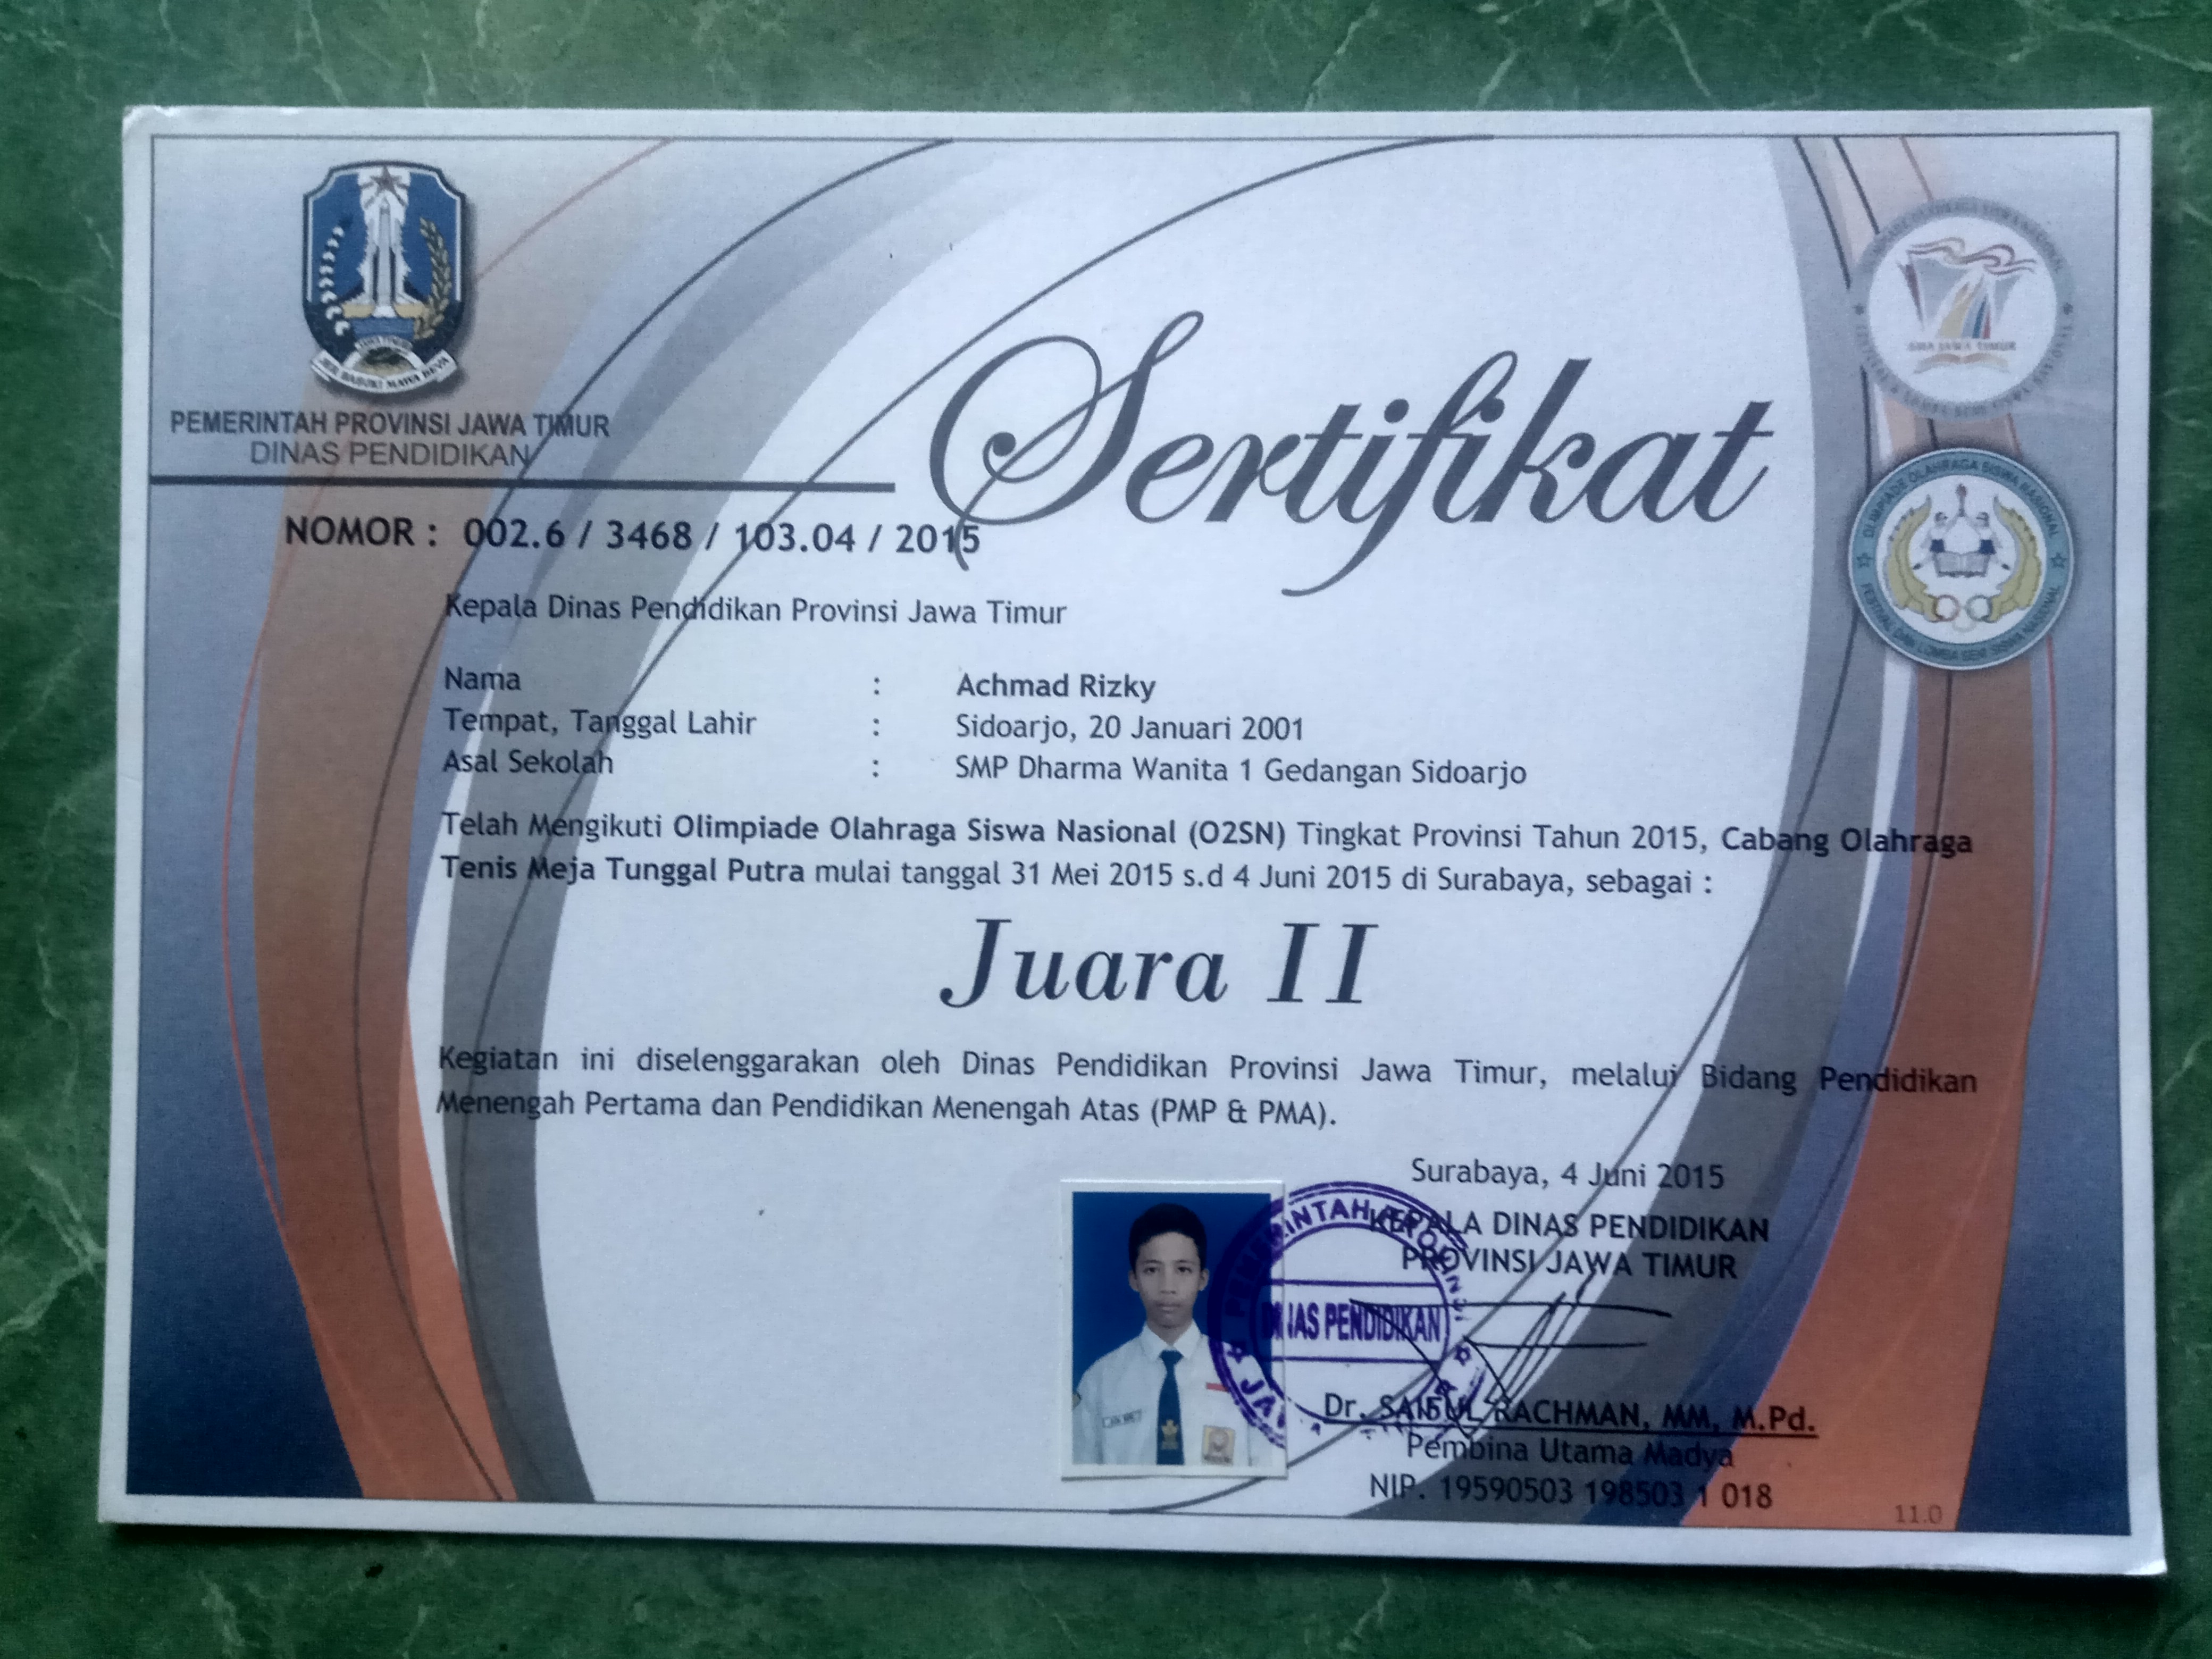 JER BASUKI MAWA BEYA
PEMERINTAH PROVINSI JAWA TIMUR
DINAS PENDIDIKAN
Sertifikat
NOMOR : 002.6 / 3468 / 103.04 / 2015
JAWA TIMUR
OLIMPIADE OLAHRAGA SISWA NASIONAL
FESTIVAL DAN LOMBA SENI SISWA NASIONAL
Kepala Dinas Pendidikan Provinsi Jawa Timur
Nama : Achmad Rizky
Tempat, Tanggal Lahir : Sidoarjo, 20 Januari 2001
Asal Sekolah : SMP Dharma Wanita 1 Gedangan Sidoarjo
Telah Mengikuti Olimpiade Olahraga Siswa Nasional (O2SN) Tingkat Provinsi Tahun 2015, Cabang Olahraga
Tenis Meja Tunggal Putra mulai tanggal 31 Mei 2015 s.d 4 Juni 2015 di Surabaya, sebagai :
Juara II
Kegiatan ini diselenggarakan oleh Dinas Pendidikan Provinsi Jawa Timur, melalui Bidang Pendidikan
Menengah Pertama dan Pendidikan Menengah Atas (PMP & PMA).
Surabaya, 4 Juni 2015
KEPALA DINAS PENDIDIKAN
PROVINSI JAWA TIMUR
PEMERINTAH PROVINSI
DINAS PENDIDIKAN
JAWA
Dr. SAIFUL RACHMAN, MM, M.Pd.
Pembina Utama Madya
NIP. 19590503 198503 1 018
11.0